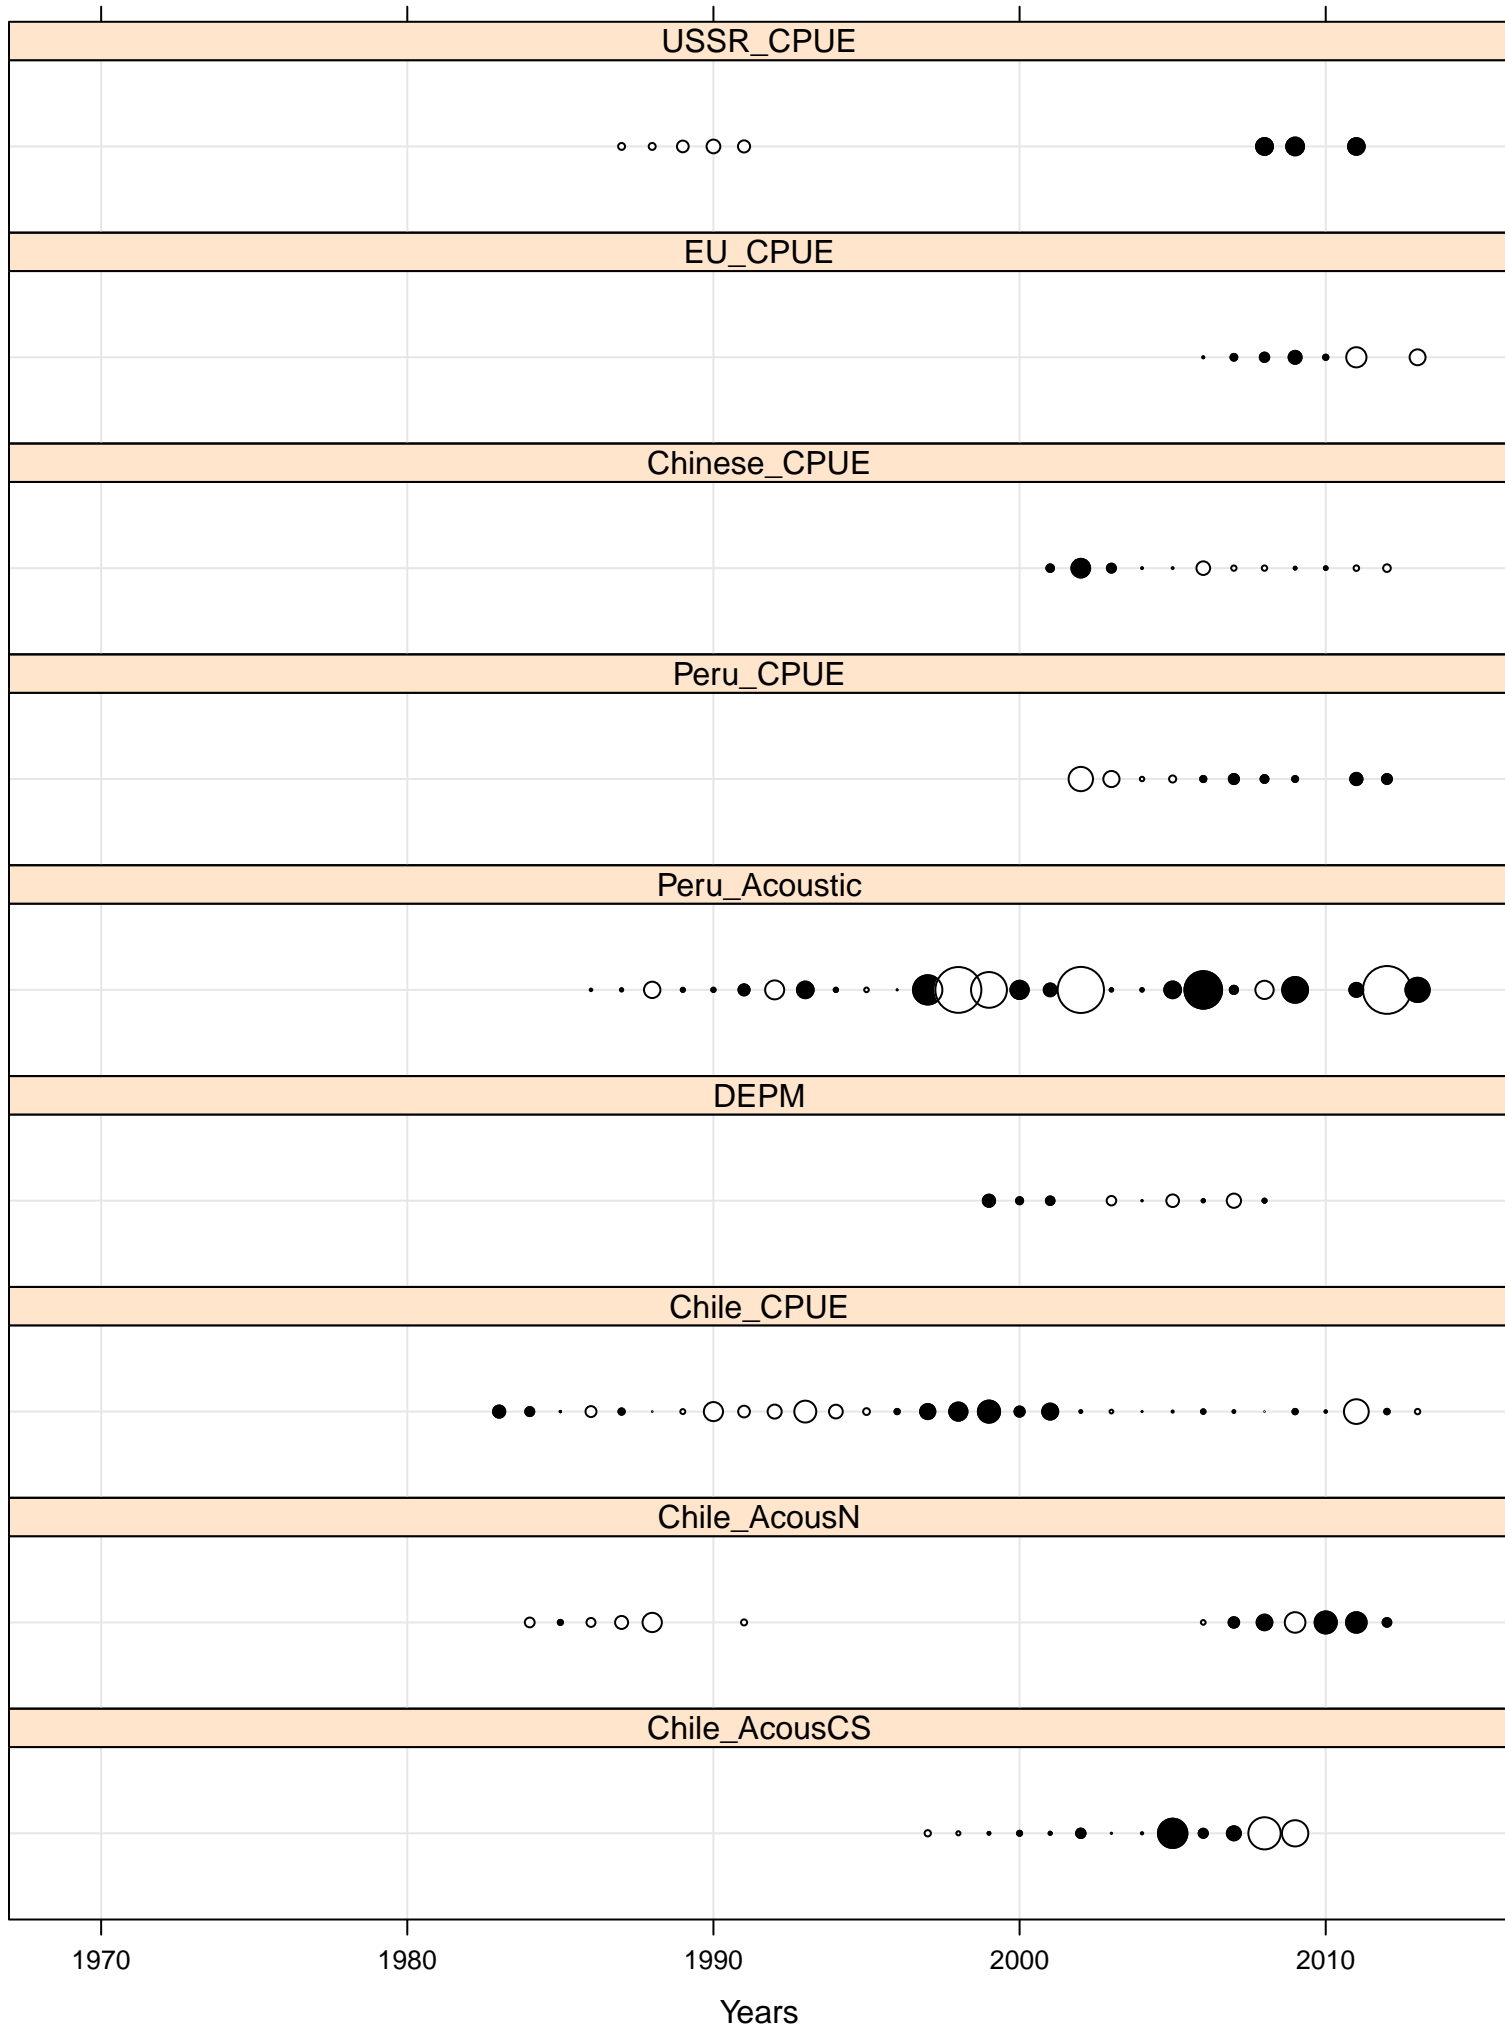 USSR_CPUE
EU_CPUE
Chinese_CPUE
Peru_CPUE
Peru_Acoustic
DEPM
Chile_CPUE
Chile_AcousN
Chile_AcousCS
1970 1980 1990 2000 2010
Years